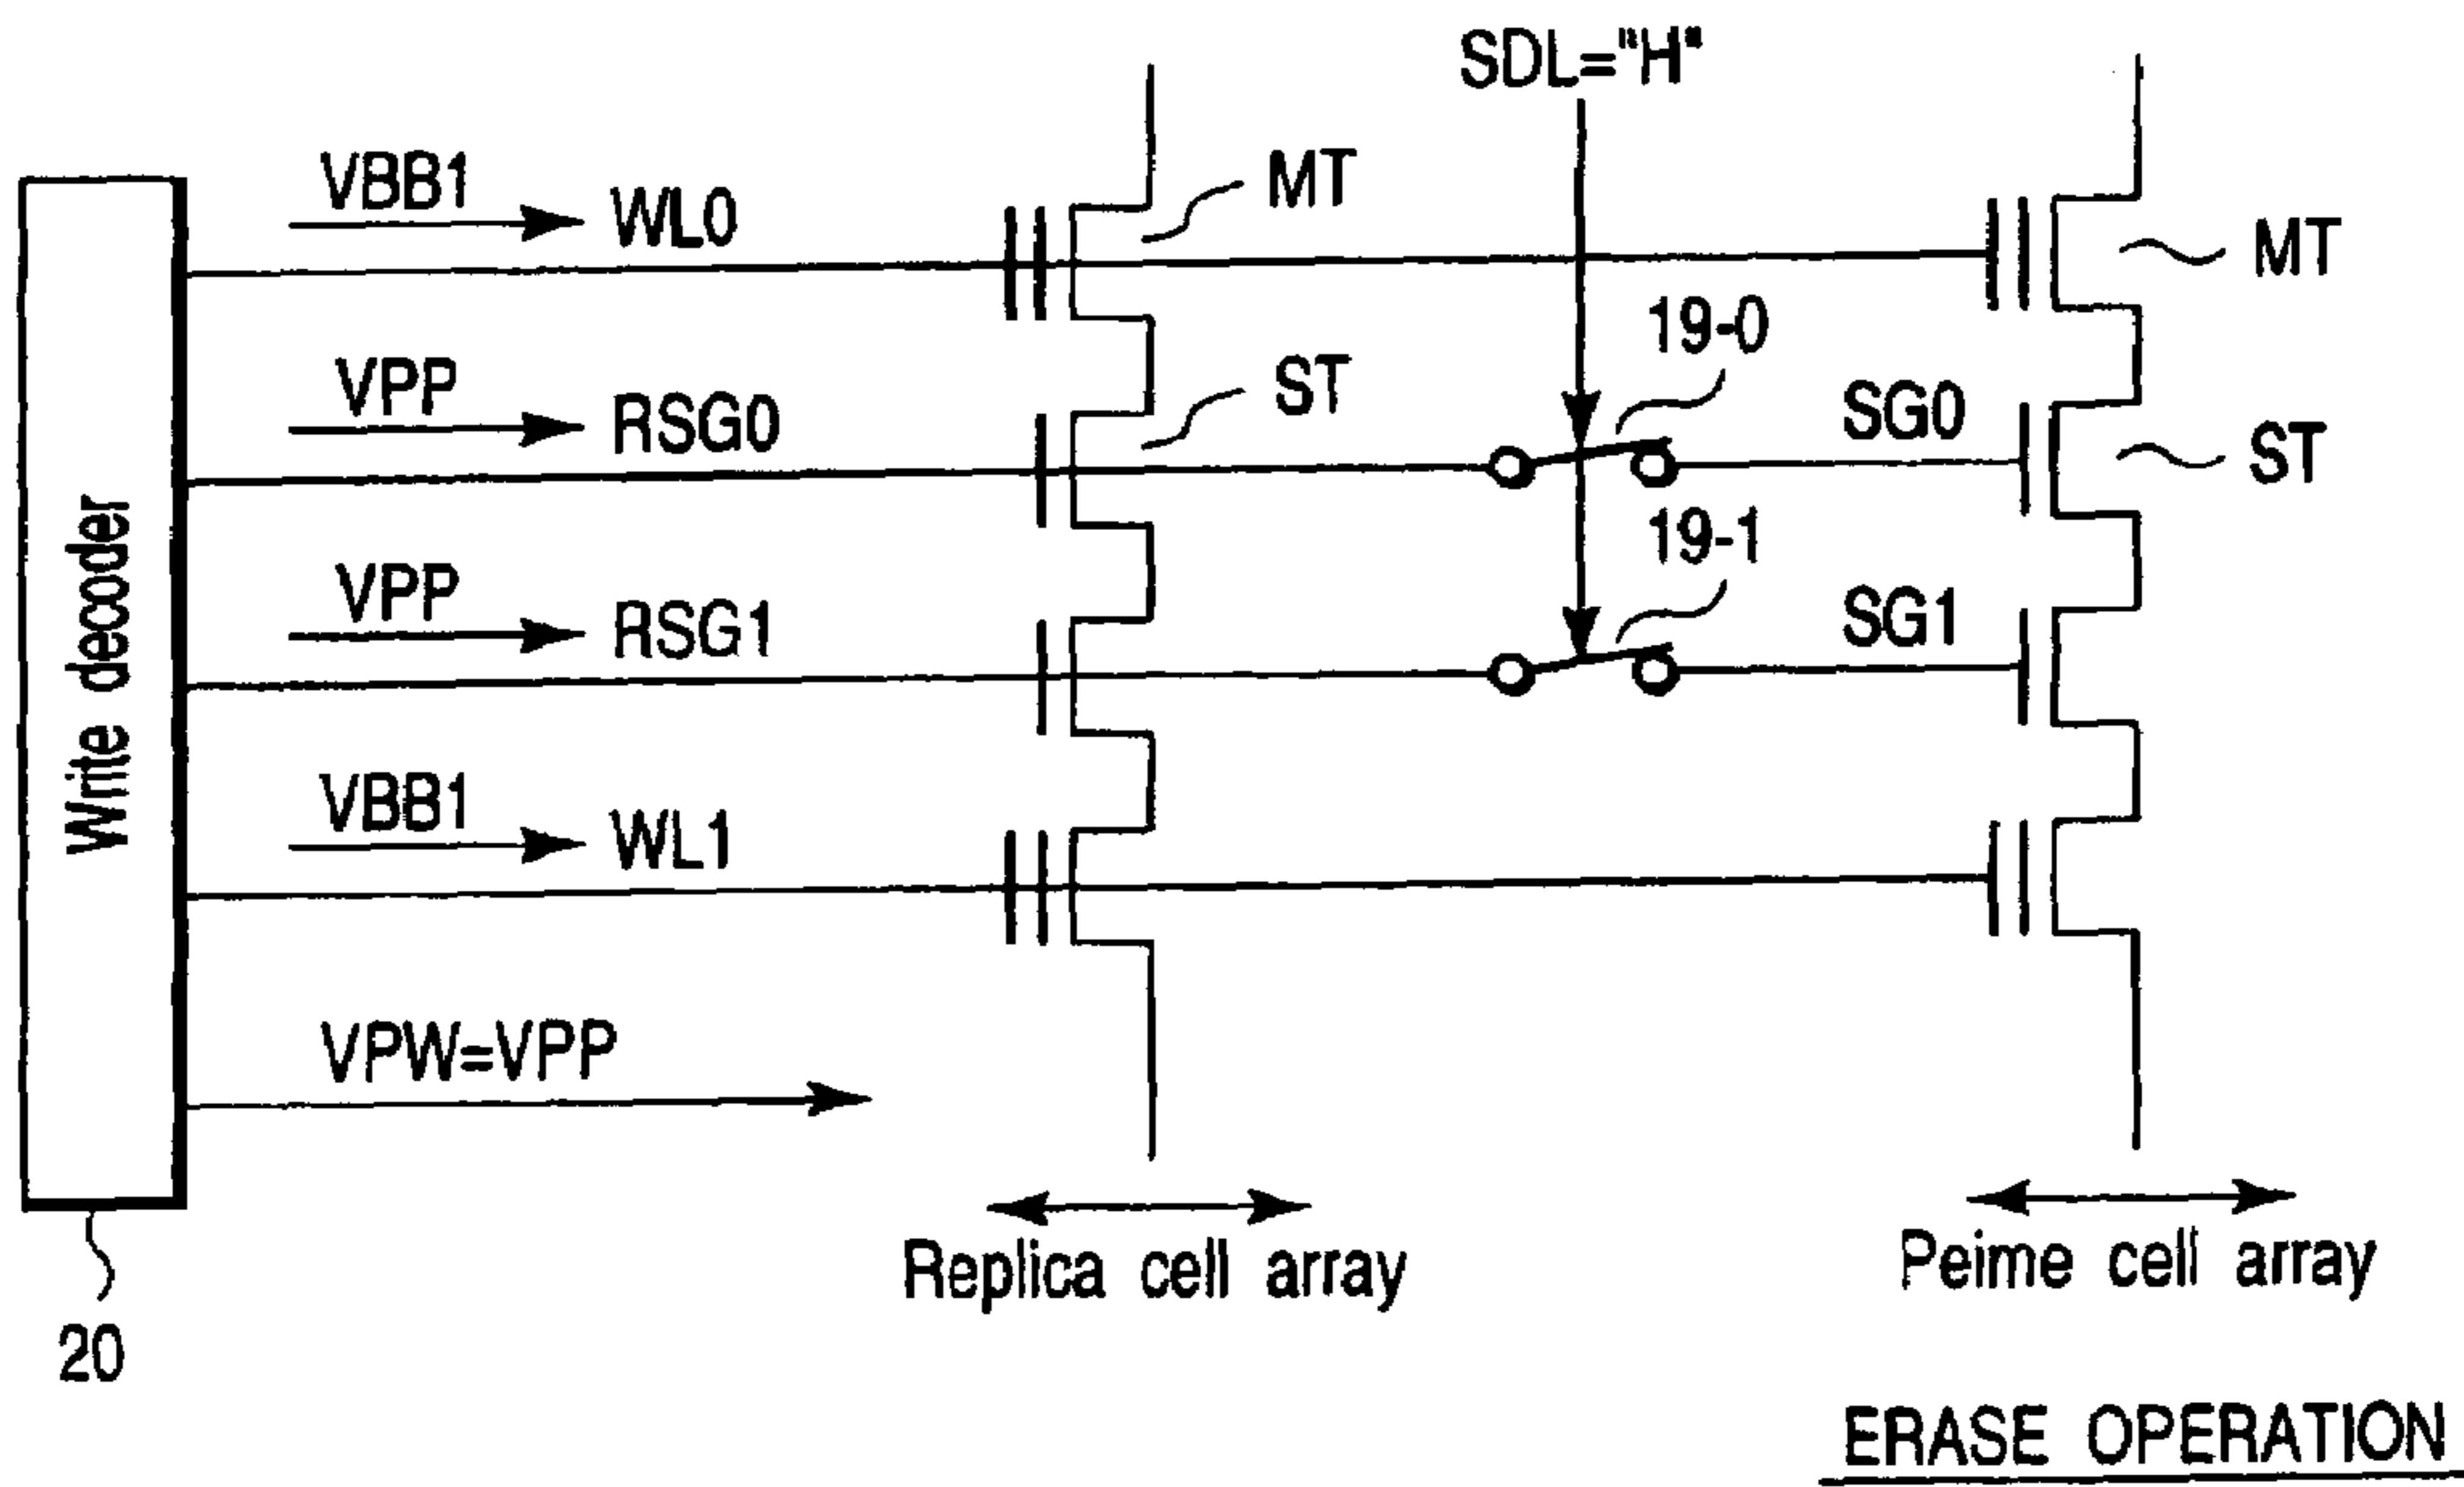 SDL="H"
VBB1
WL0
MT
MT
19-0
VPP
RSG0
ST
SG0
ST
19-1
VPP
RSG1
SG1
Write decoder
VBB1
WL1
VPW=VPP
Replica cell array
Peime cell array
20
ERASE OPERATION